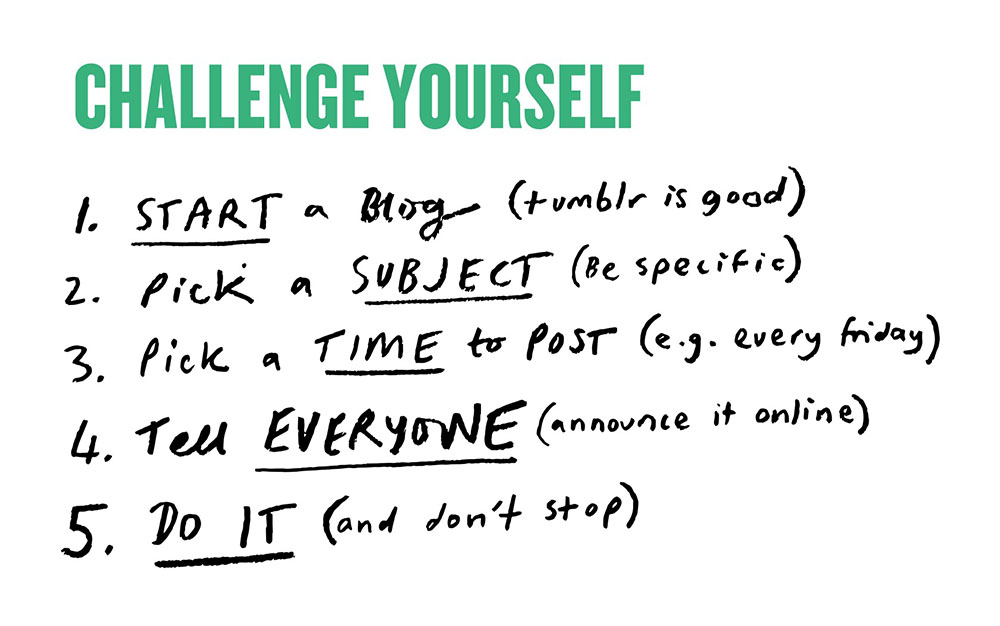 CHALLENGE YOURSELF
1. START a Blog (tumblr is good)
2. Pick a SUBJECT (Be specific)
3. Pick a TIME to POST (e.g. every friday)
4. Tell EVERYONE (announce it online)
5. DO IT (and don't stop)